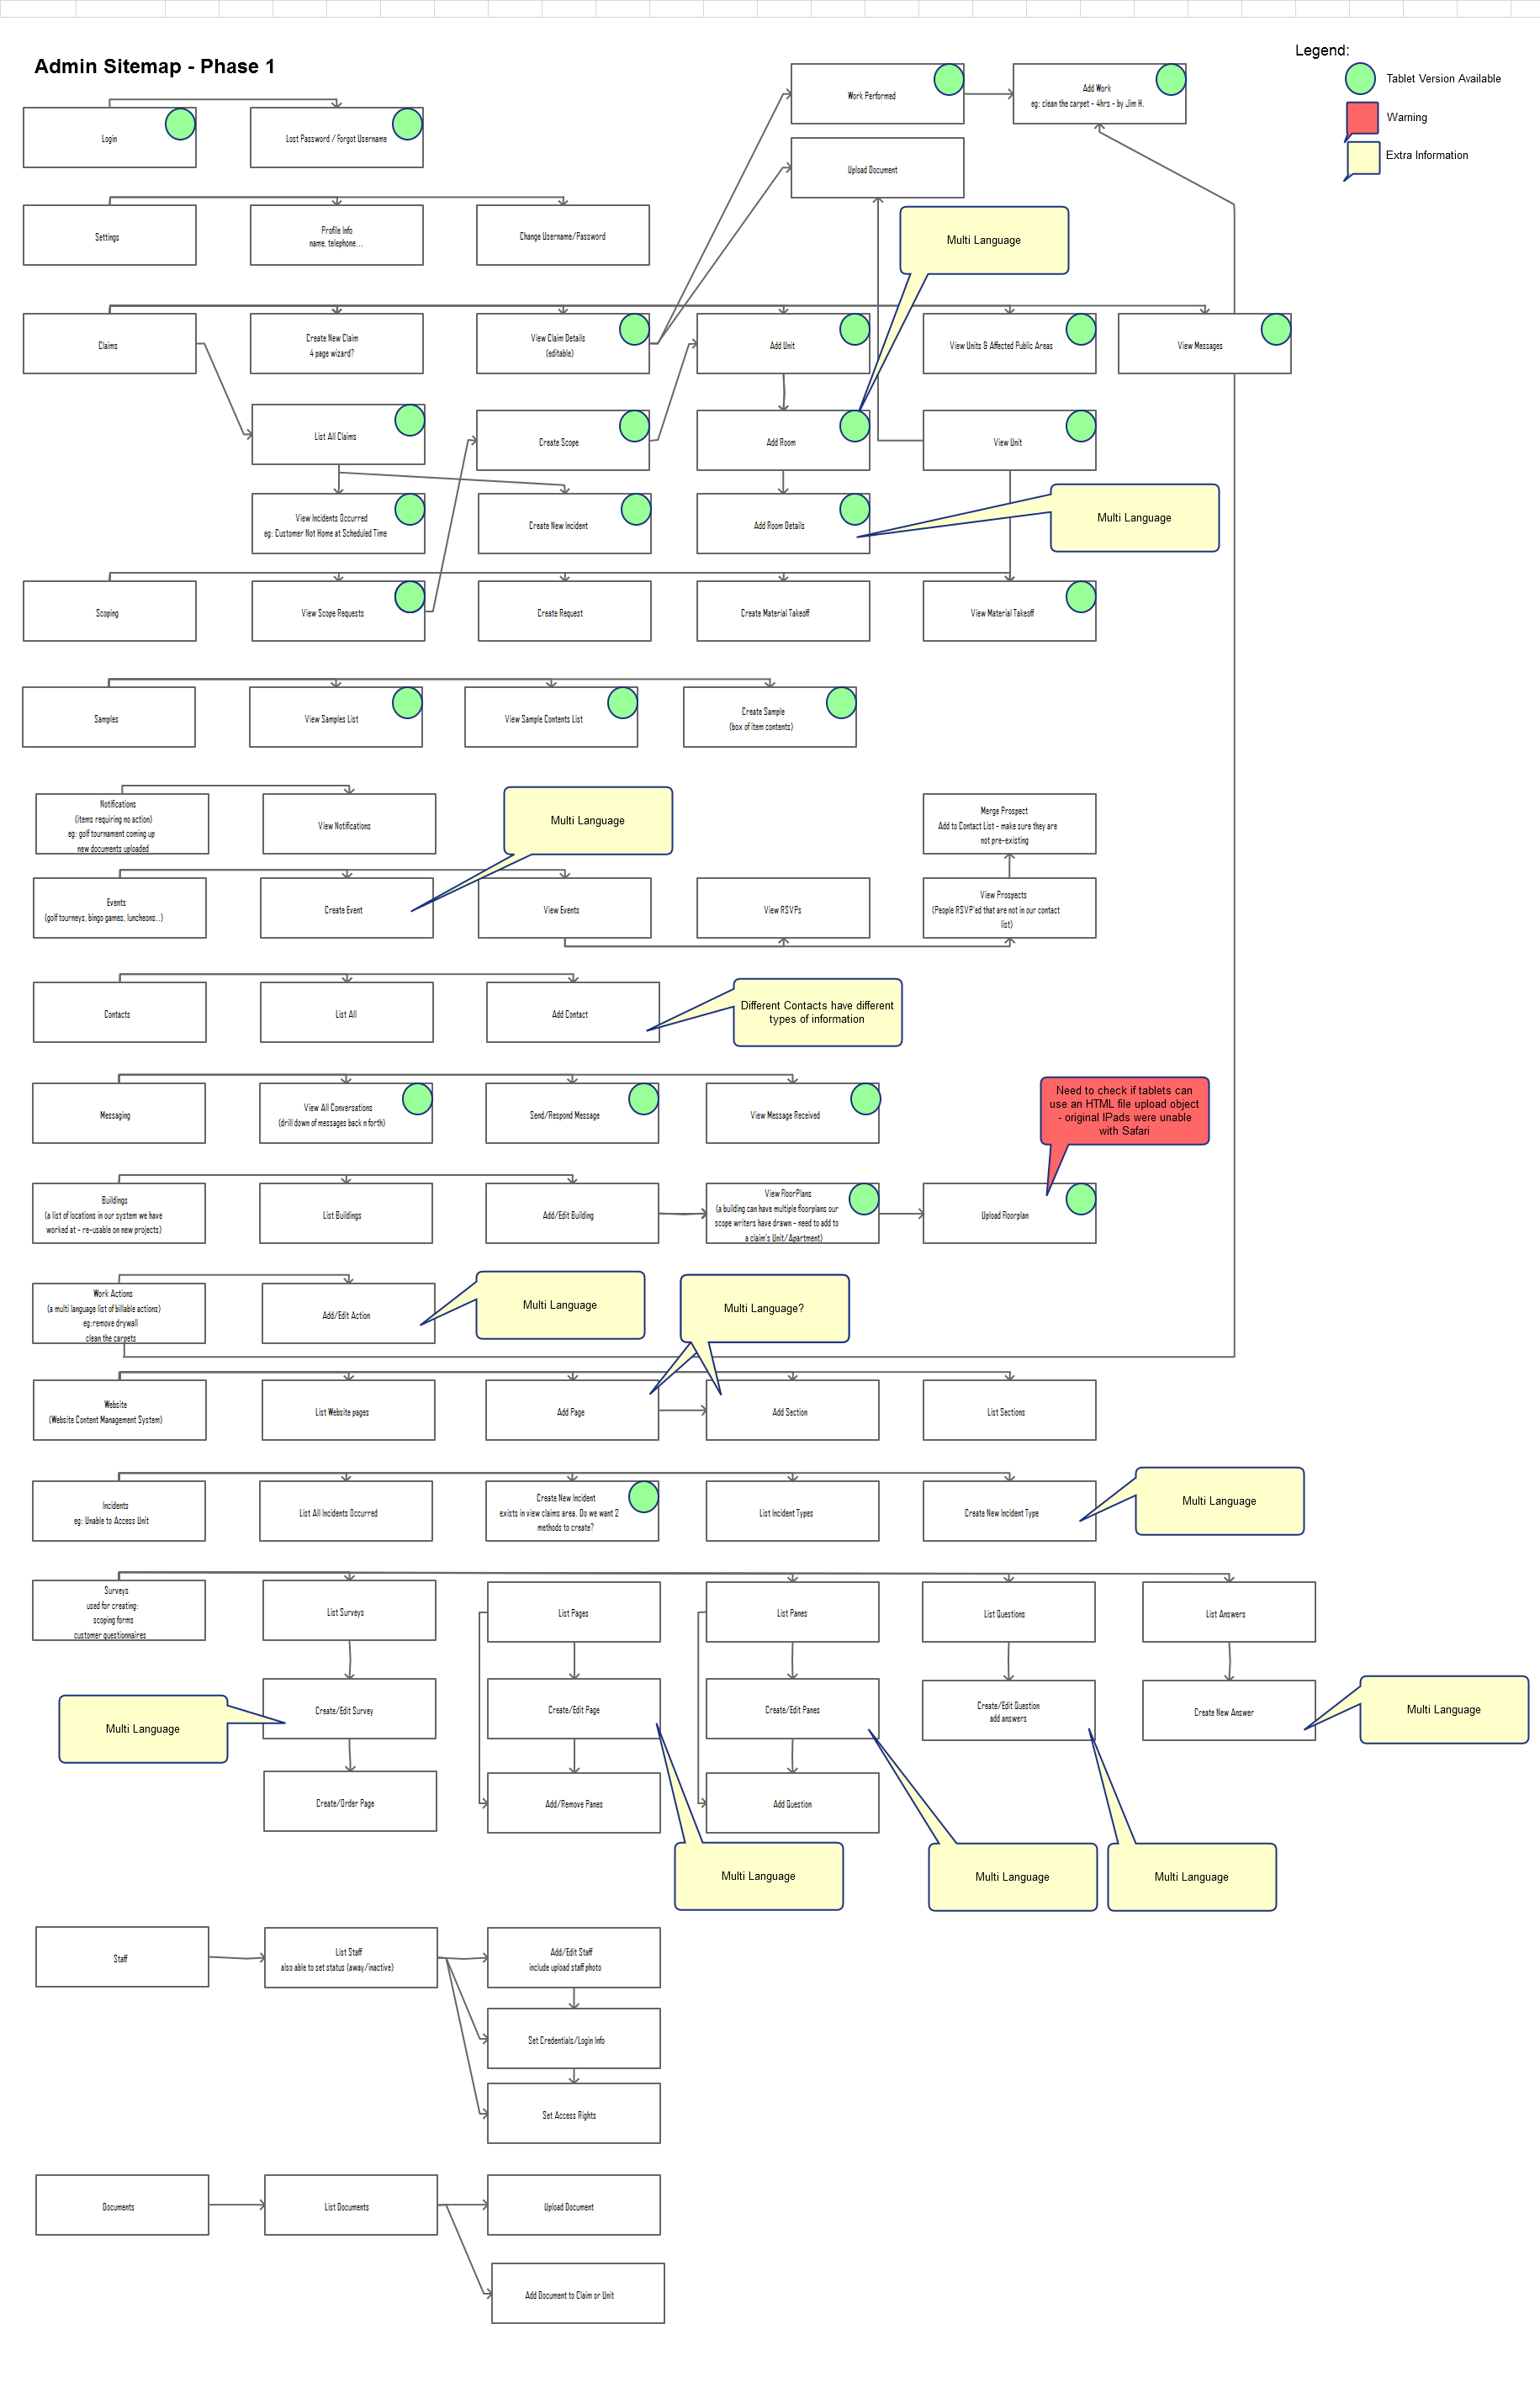 Admin Sitemap - Phase 1
Legend:
Tablet Version Available
Warning
Extra Information
Work Performed
Add Work
eg: clean the carpet - 4hrs - by Jim H.
Login
Lost Password / Forgot Username
Upload Document
Settings
Profile Info
name, telephone...
Change Username/Password
Multi Language
Claims
Create New Claim
4 page wizard?
View Claim Details
(editable)
Add Unit
View Units & Affected Public Areas
View Messages
List All Claims
Create Scope
Add Room
View Unit
View Incidents Occurred
eg: Customer Not Home at Scheduled Time
Create New Incident
Add Room Details
Multi Language
Scoping
View Scope Requests
Create Request
Create Material Takeoff
View Material Takeoff
Samples
View Samples List
View Sample Contents List
Create Sample
(box of item contents)
Notifications
(items requiring no action)
eg: golf tournament coming up
new documents uploaded
View Notifications
Multi Language
Merge Prospect
Add to Contact List - make sure they are
not pre-existing
Events
(golf tourneys, bingo games, luncheons..)
Create Event
View Events
View RSVPs
View Prospects
(People RSVP'ed that are not in our contact
list)
Contacts
List All
Add Contact
Different Contacts have different
types of information
Messaging
View All Conversations
(drill down of messages back n forth)
Send/Respond Message
View Message Received
Need to check if tablets can
use an HTML file upload object
- original IPads were unable
with Safari
Buildings
(a list of locations in our system we have
worked at - re-usable on new projects)
List Buildings
Add/Edit Building
View FloorPlans
(a building can have multiple floorplans our
scope writers have drawn - need to add to
a claim's Unit/Apartment)
Upload Floorplan
Work Actions
(a multi language list of billable actions)
eg:remove drywall
clean the carpets
Add/Edit Action
Multi Language
Multi Language?
Website
(Website Content Management System)
List Website pages
Add Page
Add Section
List Sections
Incidents
eg: Unable to Access Unit
List All Incidents Occurred
Create New Incident
exists in view claims area. Do we want 2
methods to create?
List Incident Types
Create New Incident Type
Multi Language
Surveys
used for creating:
scoping forms
customer questionnaires
List Surveys
List Pages
List Panes
List Questions
List Answers
Multi Language
Create/Edit Survey
Create/Edit Page
Create/Edit Panes
Create/Edit Question
add answers
Create New Answer
Multi Language
Create/Order Page
Add/Remove Panes
Add Question
Multi Language
Multi Language
Multi Language
Staff
List Staff
also able to set status (away/inactive)
Add/Edit Staff
include upload staff photo
Set Credentials/Login Info
Set Access Rights
Documents
List Documents
Upload Document
Add Document to Claim or Unit